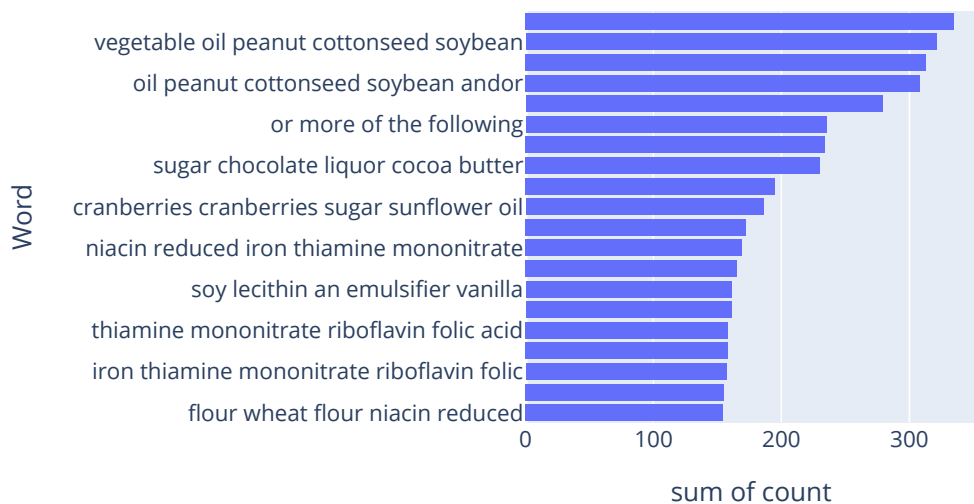 vegetable oil peanut cottonseed soybean
oil peanut cottonseed soybean andor
or more of the following
sugar chocolate liquor cocoa butter
cranberries cranberries sugar sunflower oil
niacin reduced iron thiamine mononitrate
soy lecithin an emulsifier vanilla
thiamine mononitrate riboflavin folic acid
iron thiamine mononitrate riboflavin folic
flour wheat flour niacin reduced
Word
0 100 200 300
sum of count